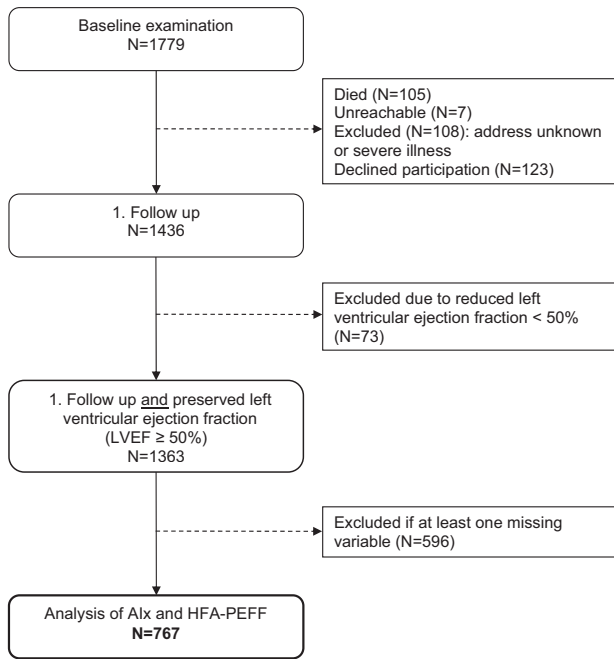 Baseline examination
N=1779
Died (N=105)
Unreachable (N=7)
Excluded (N=108): address unknown
or severe illness
Declined participation (N=123)
1. Follow up
N=1436
Excluded due to reduced left
ventricular ejection fraction < 50%
(N=73)
1. Follow up and preserved left
ventricular ejection fraction
(LVEF ≥ 50%)
N=1363
Excluded if at least one missing
variable (N=596)
Analysis of AIx and HFA-PEFF
N=767